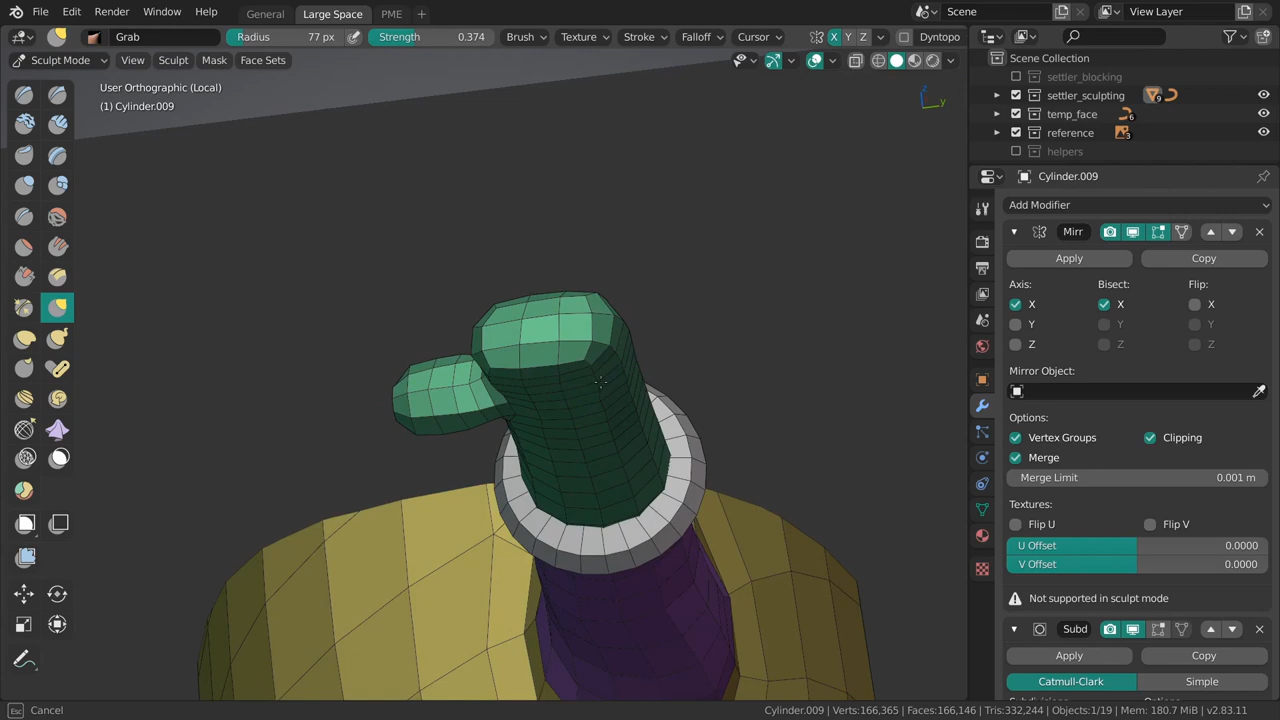 File Edit Render Window Help General Large Space PME + Scene View Layer
Grab Radius 77 px Strength 0.374 Brush Texture Stroke Falloff Cursor X Y Z Dyntopo
Sculpt Mode View Sculpt Mask Face Sets
User Orthographic (Local)
(1) Cylinder.009
z
y
Scene Collection
settler_blocking
settler_sculpting 9
temp_face 6
reference 3
helpers
Cylinder.009
Add Modifier
Mirr
Apply Copy
Axis: Bisect: Flip:
X X X
Y Y Y
Z Z Z
Mirror Object:
Options:
Vertex Groups Clipping
Merge
Merge Limit 0.001 m
Textures:
Flip U Flip V
U Offset 0.0000
V Offset 0.0000
Not supported in sculpt mode
Subd
Apply Copy
Catmull-Clark Simple
Esc Cancel Cylinder.009 | Verts:166,365 | Faces:166,146 | Tris:332,244 | Objects:1/19 | Mem: 180.7 MiB | v2.83.11